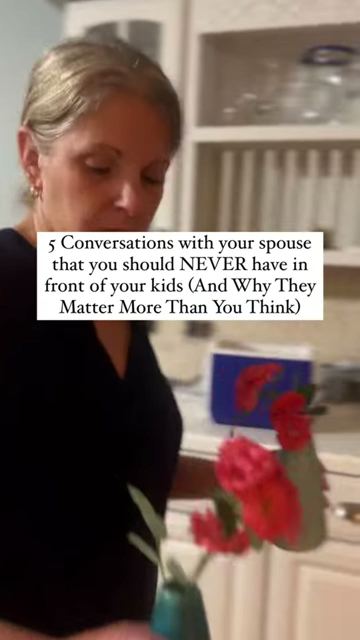 5 Conversations with your spouse
that you should NEVER have in
front of your kids (And Why They
Matter More Than You Think)